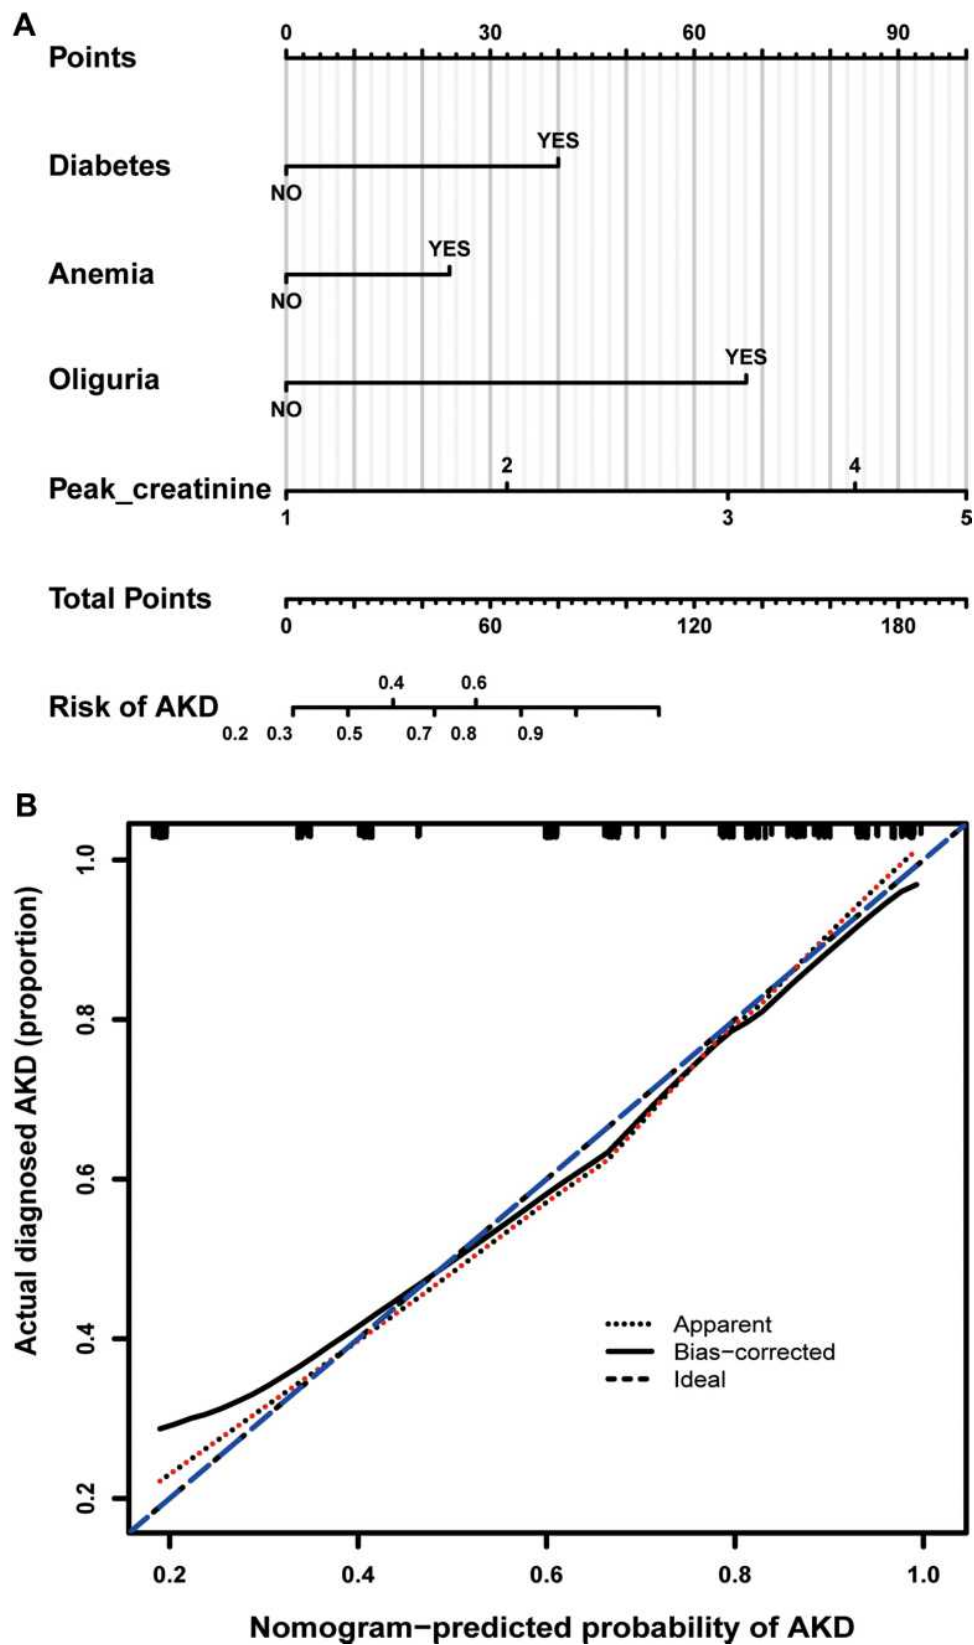 A
0 30 60 90
Points
YES
Diabetes
NO
YES
Anemia
NO
YES
Oliguria
NO
2 4
Peak_creatinine
1 3 5
Total Points
0 60 120 180
0.4 0.6
Risk of AKD
0.2 0.3 0.5 0.7 0.8 0.9
B
Actual diagnosed AKD (proportion)
1.0
0.8
0.6
0.4
0.2
Apparent
Bias−corrected
Ideal
0.2 0.4 0.6 0.8 1.0
Nomogram−predicted probability of AKD